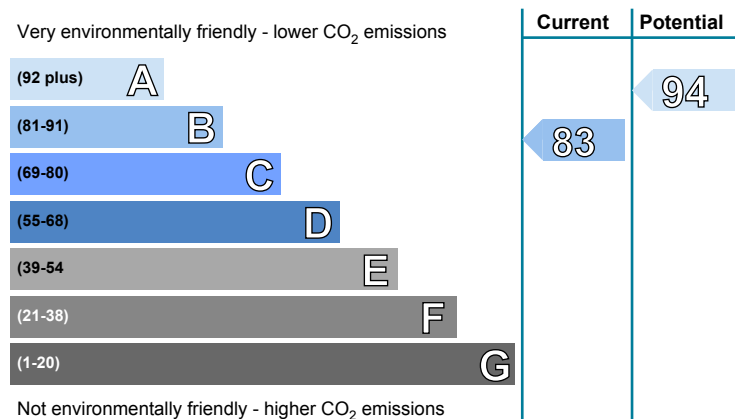 Very environmentally friendly - lower CO2 emissions
Current
Potential
(92 plus) A
(81-91) B
(69-80) C
(55-68) D
(39-54 E
(21-38) F
(1-20) G
83
94
Not environmentally friendly - higher CO2 emissions